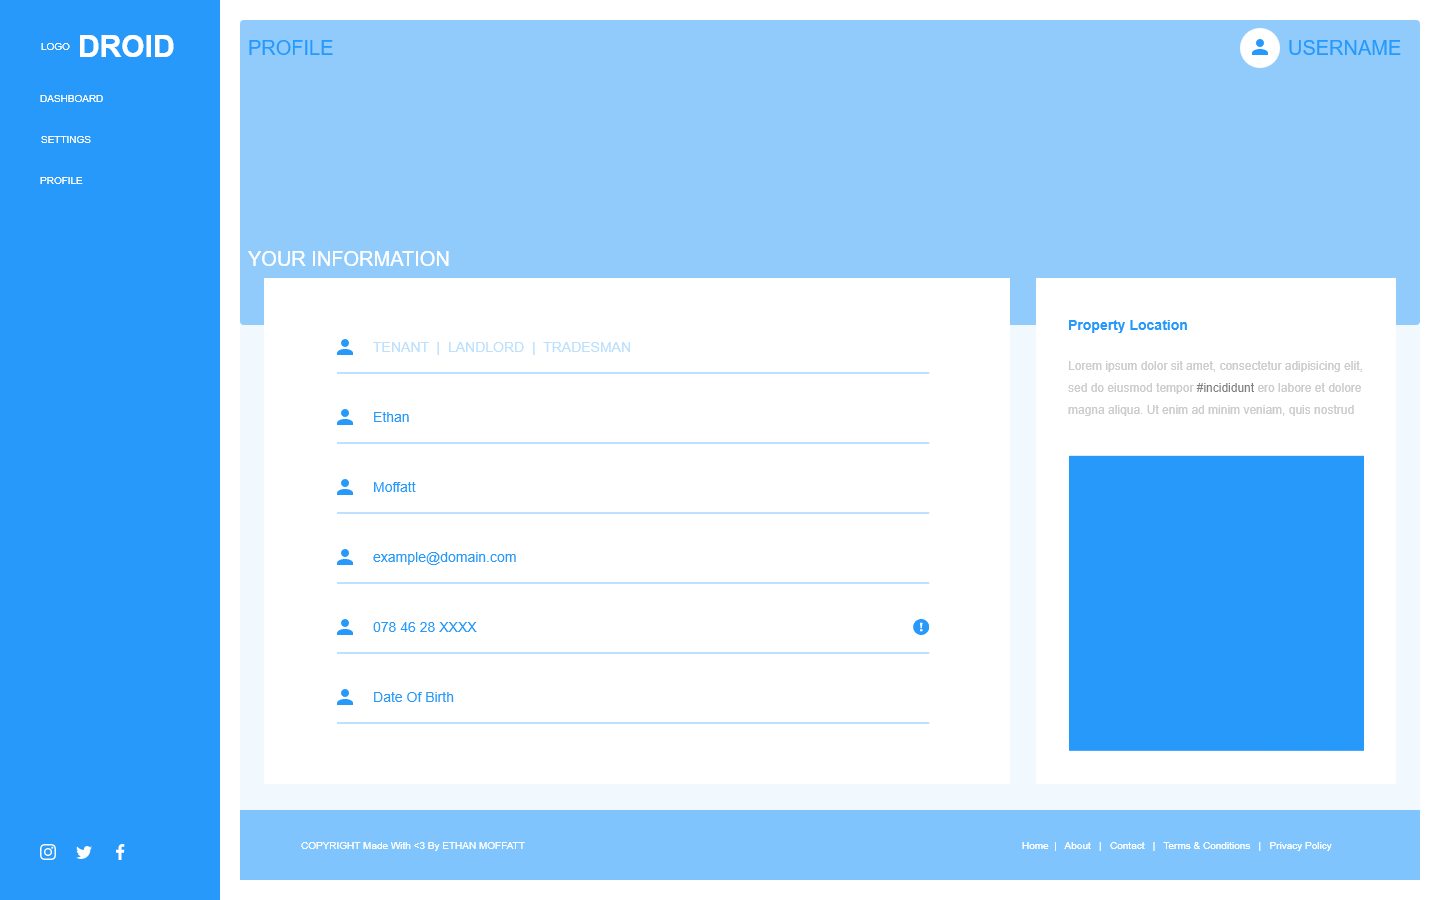 LOGO DROID
DASHBOARD
SETTINGS
PROFILE
PROFILE
USERNAME
YOUR INFORMATION
TENANT | LANDLORD | TRADESMAN
Ethan
Moffatt
example@domain.com
078 46 28 XXXX
Date Of Birth
Property Location
Lorem ipsum dolor sit amet, consectetur adipisicing elit,
sed do eiusmod tempor #incididunt ero labore et dolore
magna aliqua. Ut enim ad minim veniam, quis nostrud
COPYRIGHT Made With <3 By ETHAN MOFFATT
Home | About | Contact | Terms & Conditions | Privacy Policy